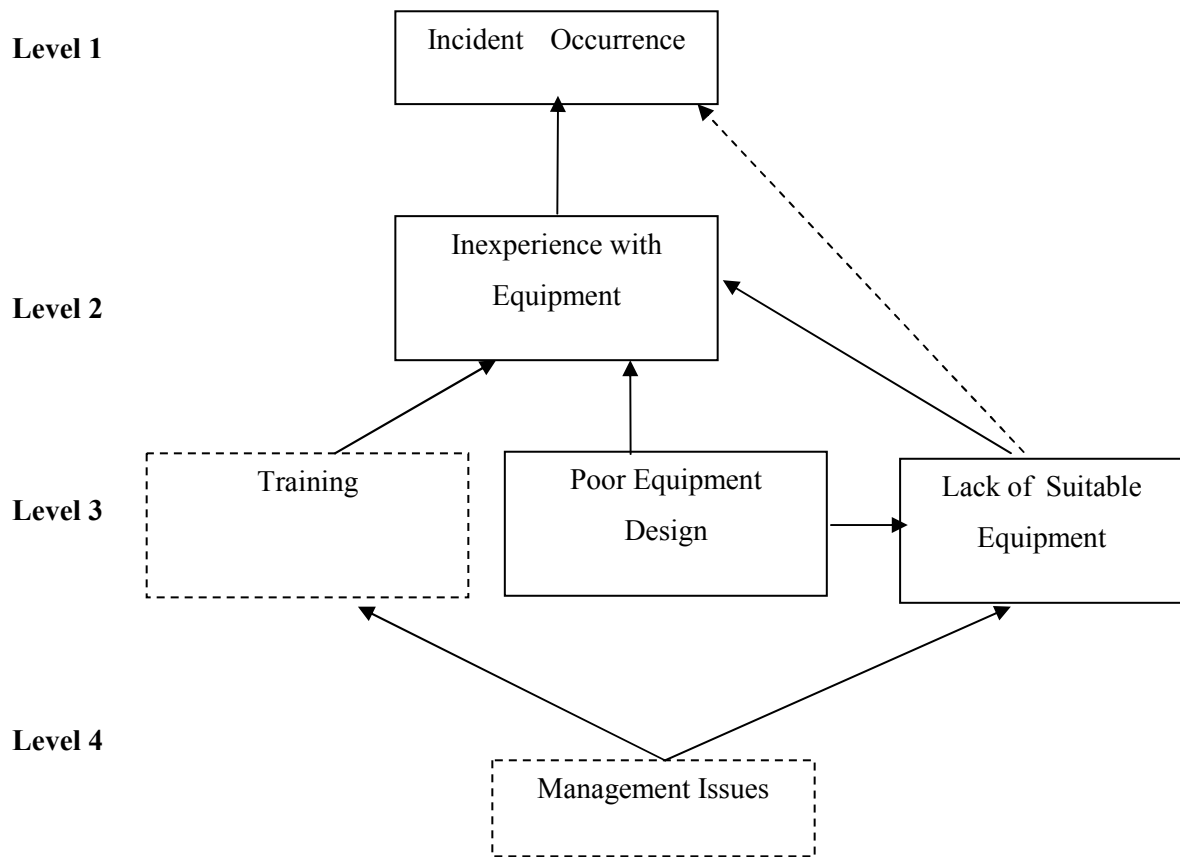 Level 1
Incident Occurrence
Level 2
Inexperience with
Equipment
Level 3
Training
Poor Equipment
Design
Lack of Suitable
Equipment
Level 4
Management Issues